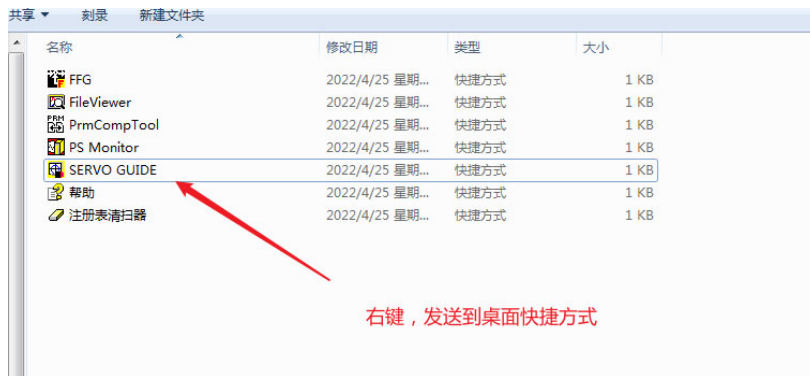 共享 刻录 新建文件夹
名称 修改日期 类型 大小
FFG 2022/4/25 星期... 快捷方式 1 KB
FileViewer 2022/4/25 星期... 快捷方式 1 KB
PrmCompTool 2022/4/25 星期... 快捷方式 1 KB
PS Monitor 2022/4/25 星期... 快捷方式 1 KB
SERVO GUIDE 2022/4/25 星期... 快捷方式 1 KB
帮助 2022/4/25 星期... 快捷方式 1 KB
注册表清扫器 2022/4/25 星期... 快捷方式 1 KB
右键，发送到桌面快捷方式